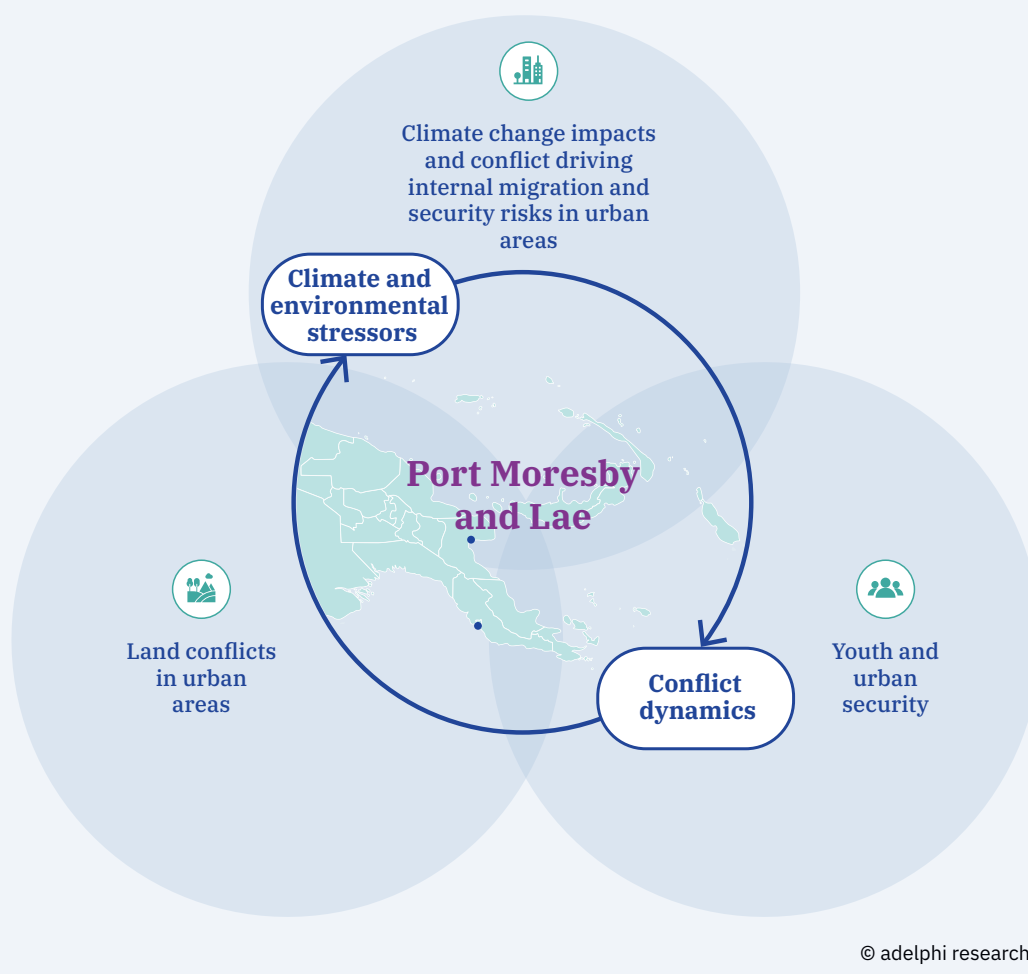 Climate change impacts
and conflict driving
internal migration and
security risks in urban
areas
Climate and
environmental
stressors
Port Moresby
and Lae
Land conflicts
in urban
areas
Youth and
urban
security
Conflict
dynamics
© adelphi research